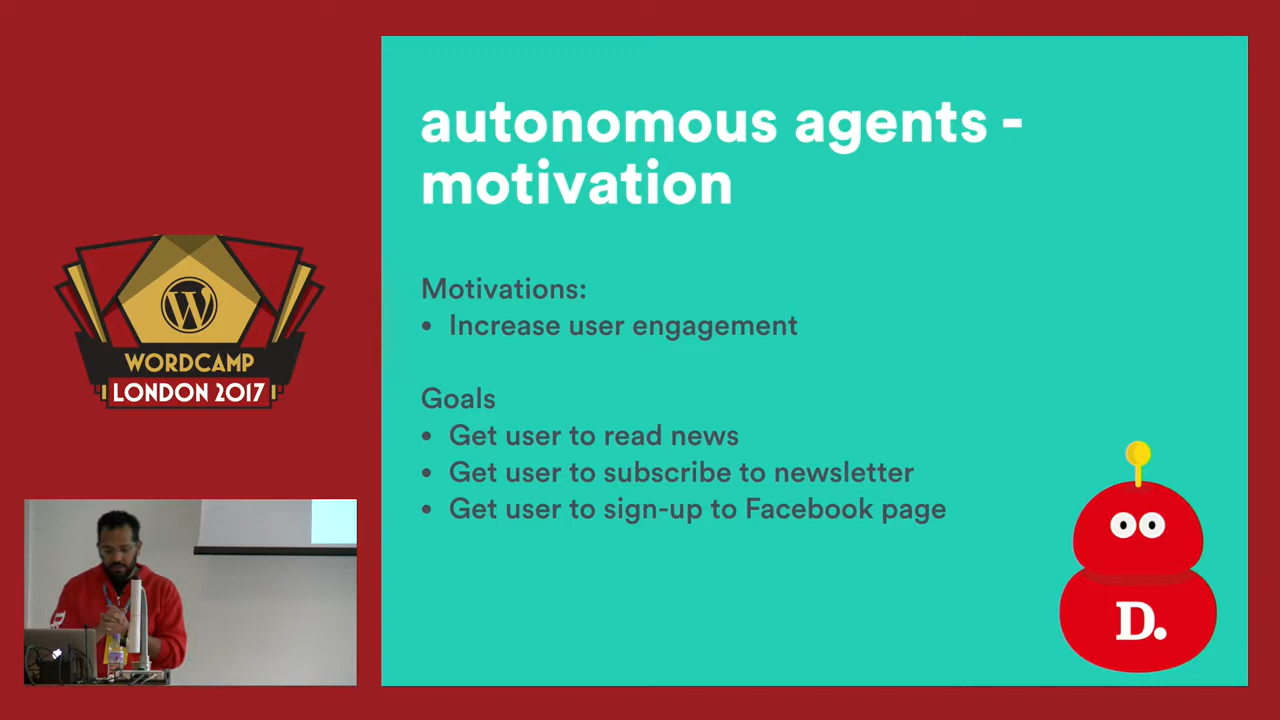 autonomous agents -
motivation
Motivations:
• Increase user engagement
Goals
• Get user to read news
• Get user to subscribe to newsletter
• Get user to sign-up to Facebook page
D.
W
WORDCAMP
LONDON 2017